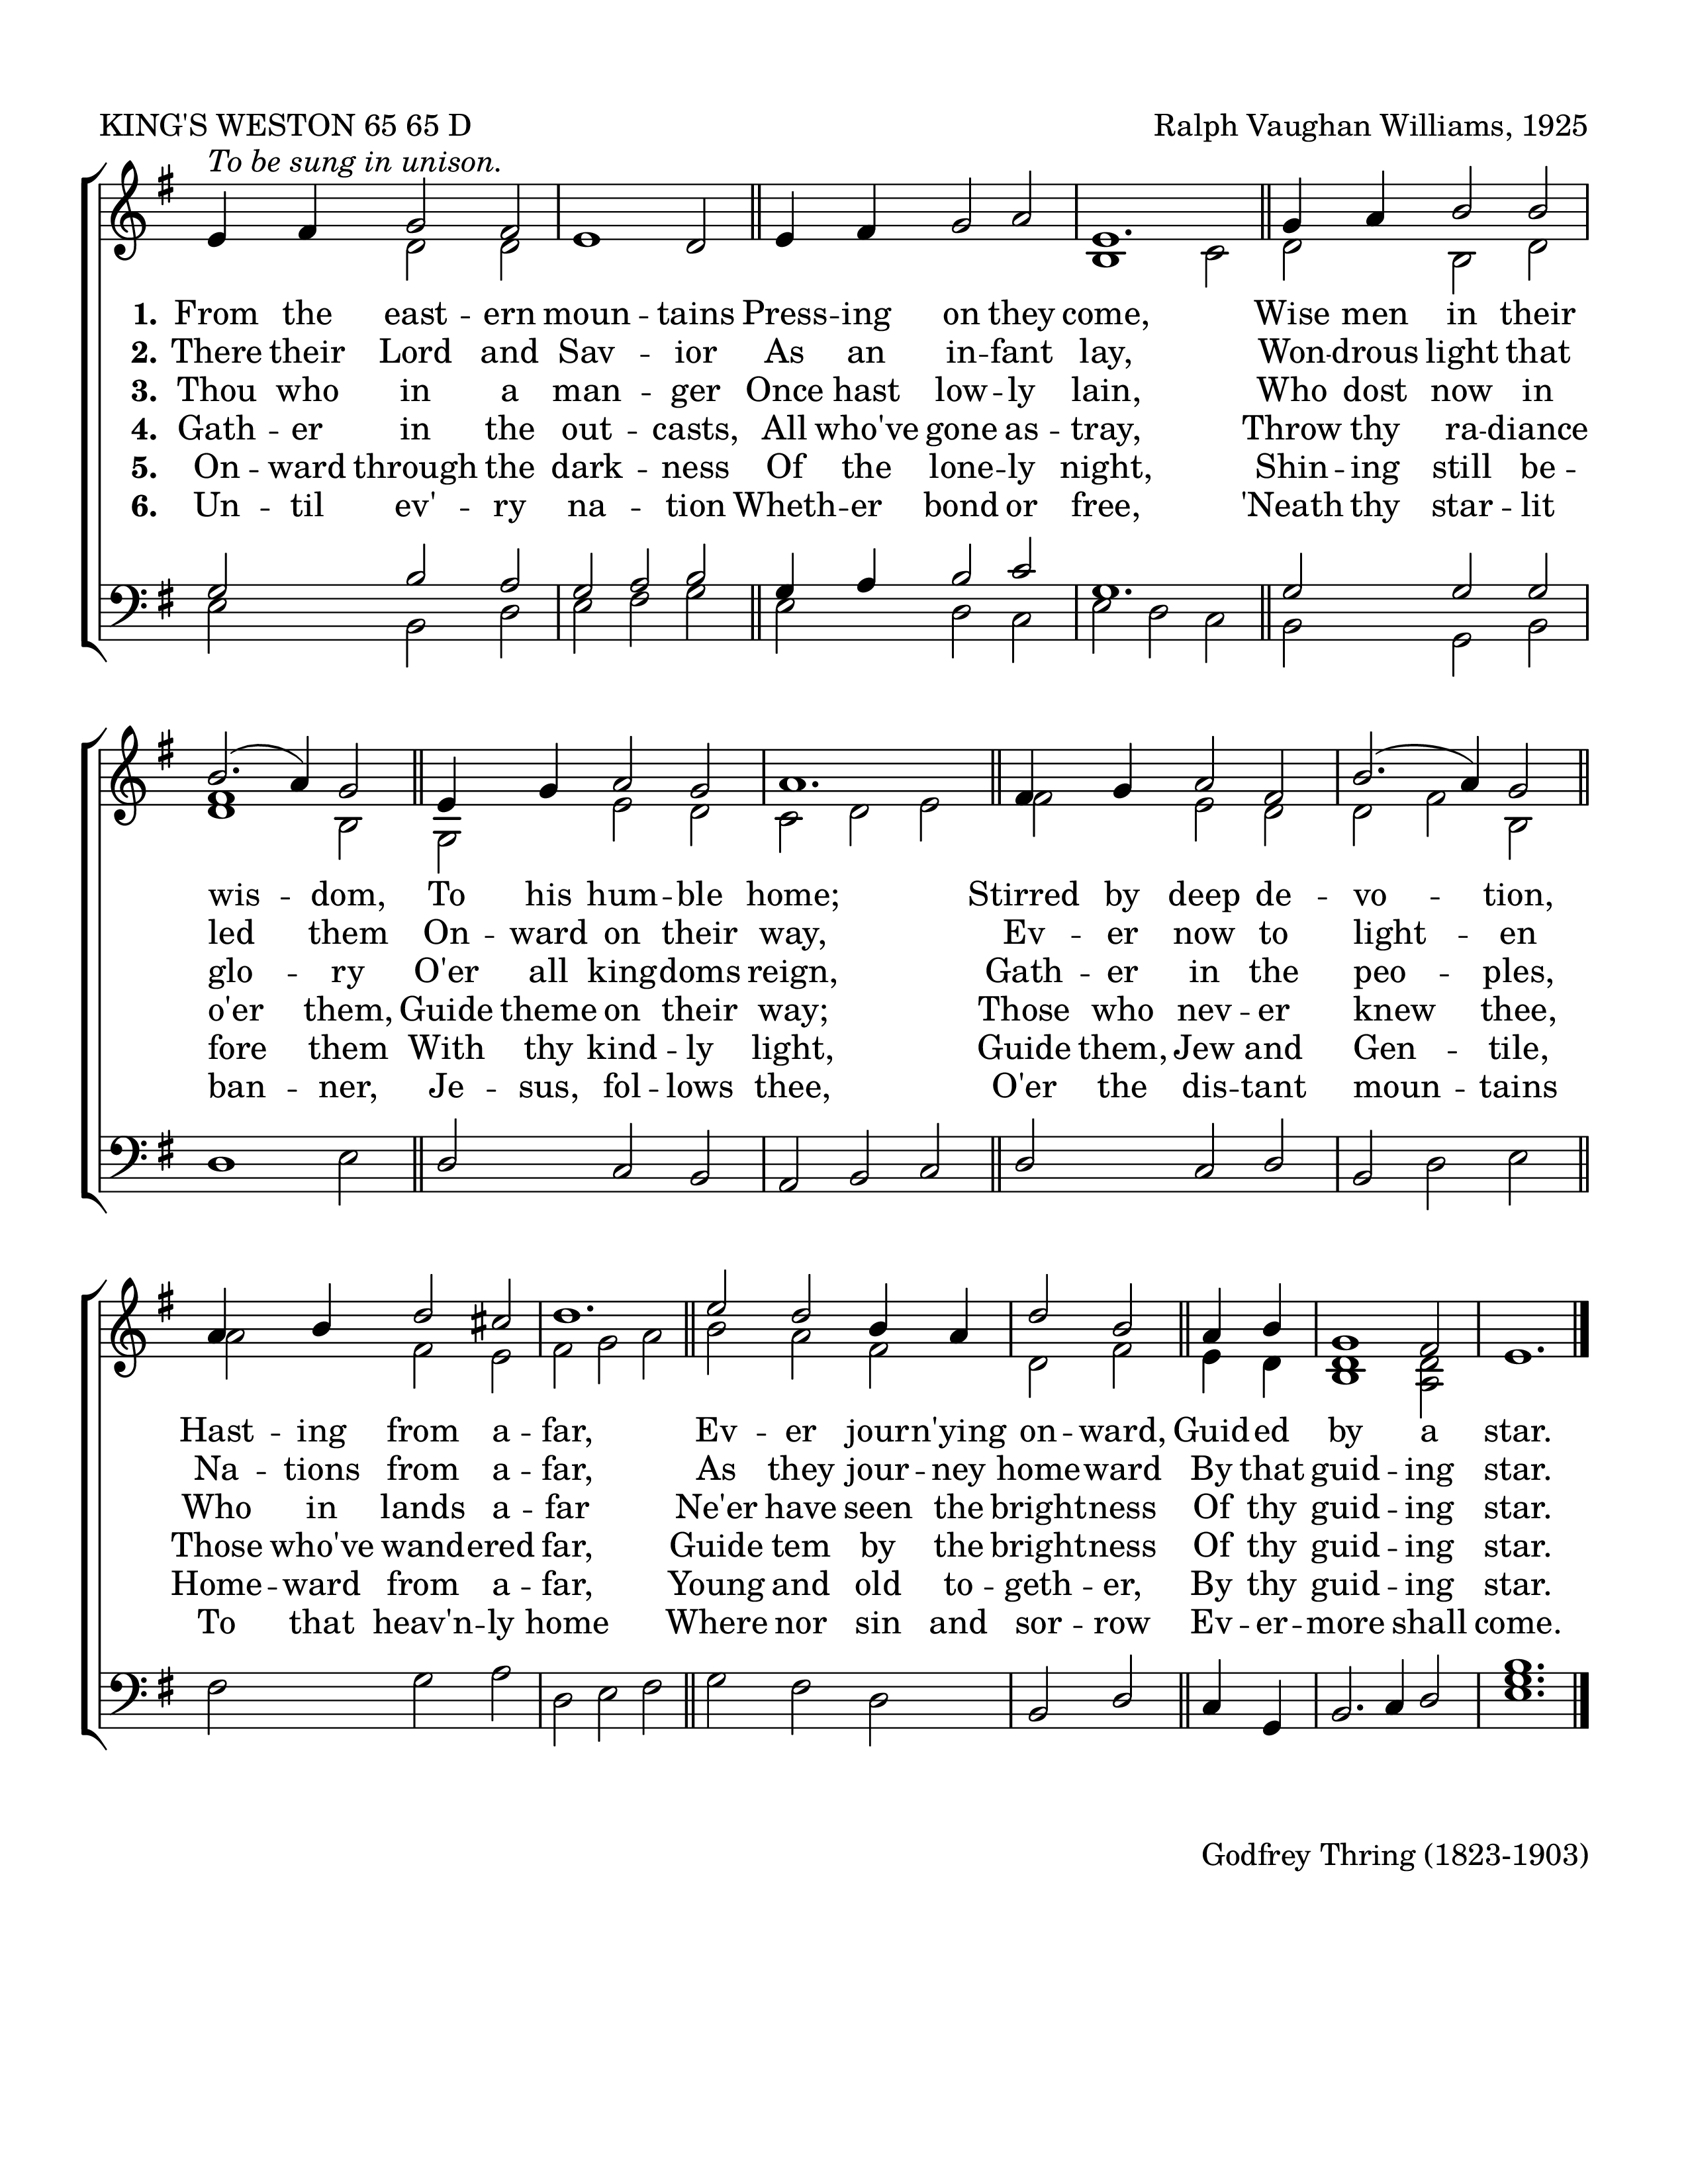 KING'S WESTON 65 65 D
Ralph Vaughan Williams, 1925
To be sung in unison.
1. From the east -- ern moun -- tains Press -- ing on they come, Wise men in their
2. There their Lord and Sav -- ior As an in -- fant lay, Won -- drous light that
3. Thou who in a man -- ger Once hast low -- ly lain, Who dost now in
4. Gath -- er in the out -- casts, All who've gone as -- tray, Throw thy ra -- diance
5. On -- ward through the dark -- ness Of the lone -- ly night, Shin -- ing still be --
6. Un -- til ev' -- ry na -- tion Wheth -- er bond or free, 'Neath thy star -- lit
wis -- dom, To his hum -- ble home; Stirred by deep de -- vo -- tion,
led them On -- ward on their way, Ev -- er now to light -- en
glo -- ry O'er all kingdoms reign, Gath -- er in the peo -- ples,
o'er them, Guide theme on their way; Those who nev -- er knew thee,
fore them With thy kind -- ly light, Guide them, Jew and Gen -- tile,
ban -- ner, Je -- sus, fol -- lows thee, O'er the dis -- tant moun -- tains
Hast -- ing from a -- far, Ev -- er journ'ying on -- ward, Guided by a star.
Na -- tions from a -- far, As they jour -- ney homeward By that guid -- ing star.
Who in lands a -- far Ne'er have seen the brightness Of thy guid -- ing star.
Those who've wandered far, Guide tem by the brightness Of thy guid -- ing star.
Home -- ward from a -- far, Young and old to -- geth -- er, By thy guid -- ing star.
To that heav'n -- ly home Where nor sin and sor -- row Ev -- er -- more shall come.
Godfrey Thring (1823-1903)